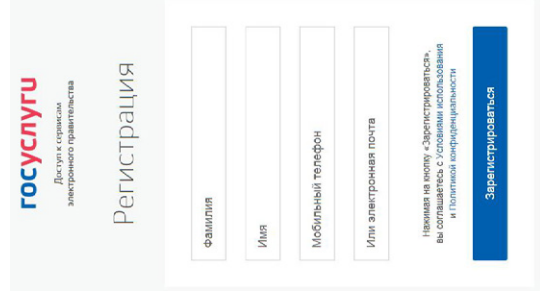 госуслуги
Доступ к сервисам
электронного правительства
Регистрация
Фамилия
Имя
Мобильный телефон
Или электронная почта
Нажимая на кнопку «Зарегистрироваться»,
вы соглашаетесь с Условиями использования
и Политикой конфиденциальности
Зарегистрироваться